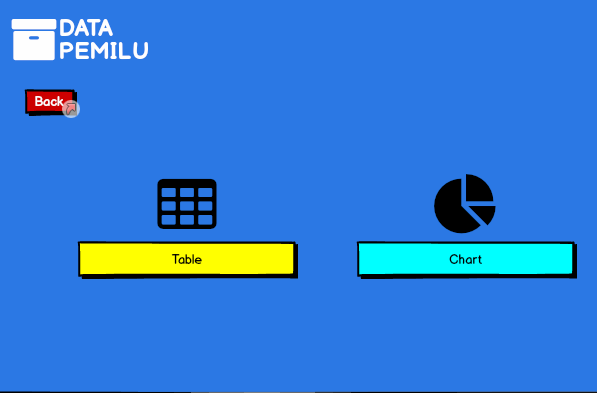 DATA
PEMILU
Back
Table
Chart